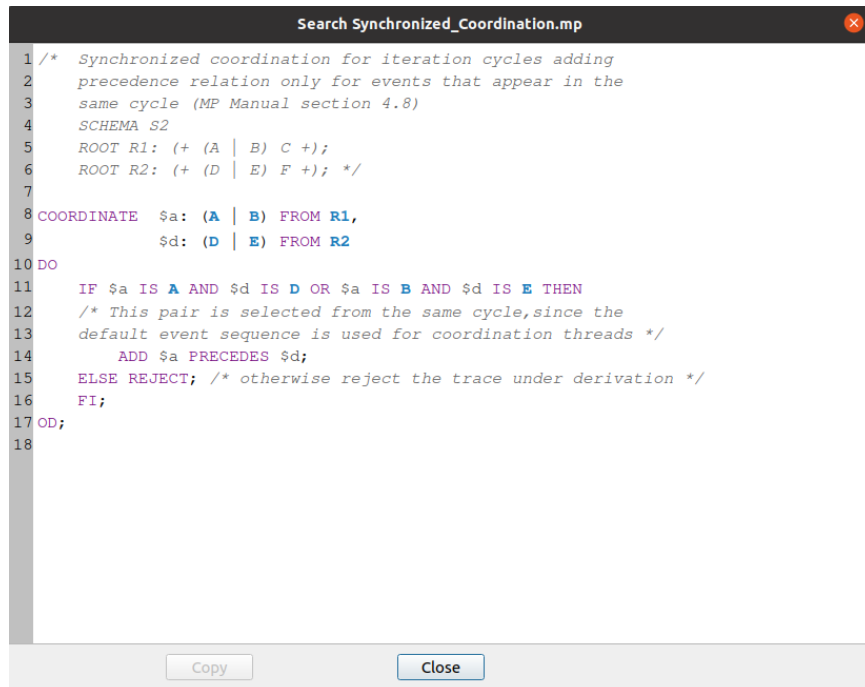 Search Synchronized_Coordination.mp
1 /* Synchronized coordination for iteration cycles adding
2 precedence relation only for events that appear in the
3 same cycle (MP Manual section 4.8)
4 SCHEMA S2
5 ROOT R1: (+ (A | B) C +);
6 ROOT R2: (+ (D | E) F +); */
7
8 COORDINATE $a: (A | B) FROM R1,
9 $d: (D | E) FROM R2
10 DO
11 IF $a IS A AND $d IS D OR $a IS B AND $d IS E THEN
12 /* This pair is selected from the same cycle,since the
13 default event sequence is used for coordination threads */
14 ADD $a PRECEDES $d;
15 ELSE REJECT; /* otherwise reject the trace under derivation */
16 FI;
17 OD;
18
Copy Close